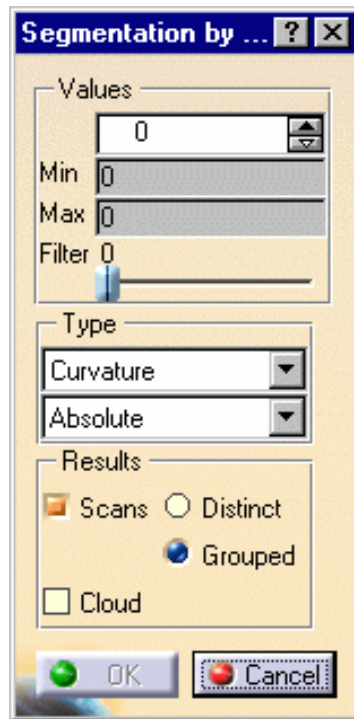 Segmentation by ...
Values
0
Min 0
Max 0
Filter 0
Type
Curvature
Absolute
Results
Scans Distinct
Grouped
Cloud
OK Cancel